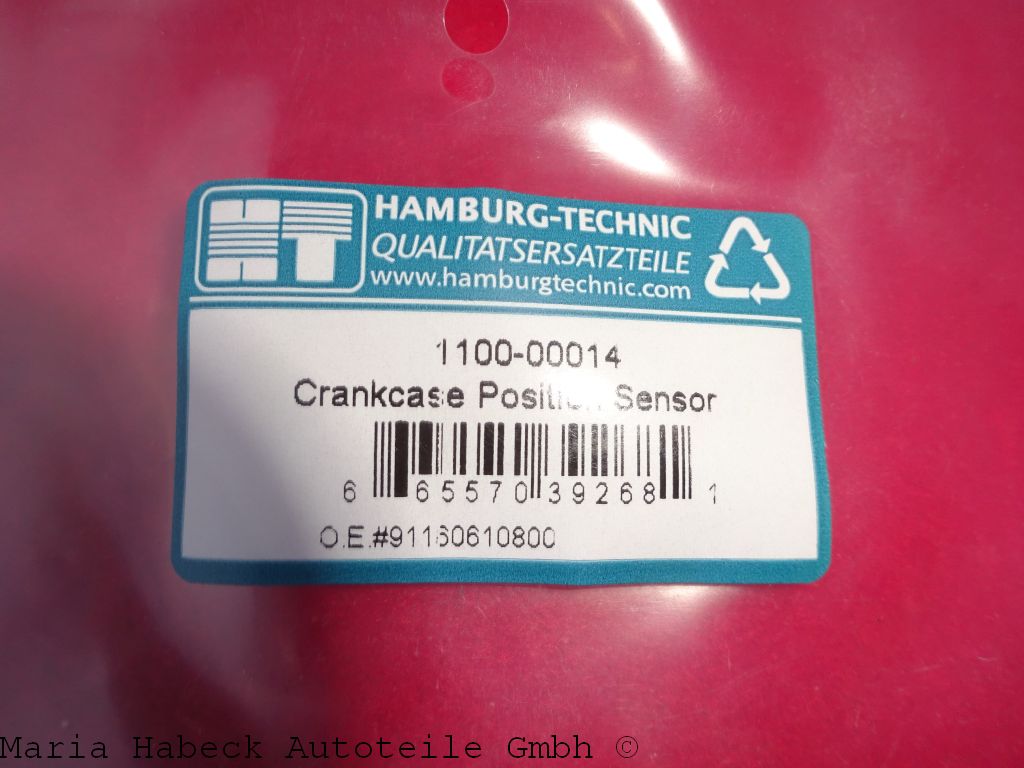 HT
HAMBURG-TECHNIC
QUALITATSERSATZTEILE
www.hamburgtechnic.com
1100-00014
Crankcase Position Sensor
6 65570 39268 1
O.E.#91160610800
Maria Habeck Autoteile Gmbh ©